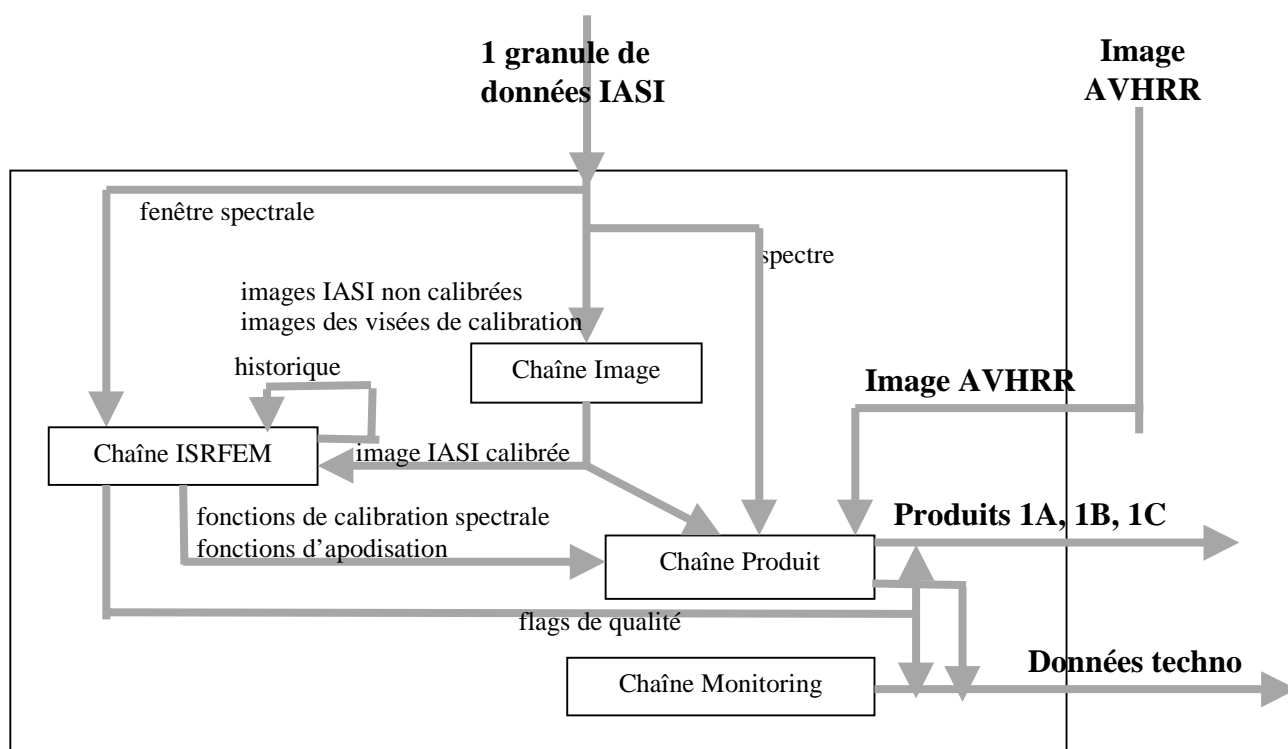 1 granule de
données IASI
Image
AVHRR
fenêtre spectrale
spectre
images IASI non calibrées
images des visées de calibration
historique
Chaîne Image
Image AVHRR
Chaîne ISRFEM
image IASI calibrée
fonctions de calibration spectrale
fonctions d'apodisation
Produits 1A, 1B, 1C
Chaîne Produit
flags de qualité
Chaîne Monitoring
Données techno